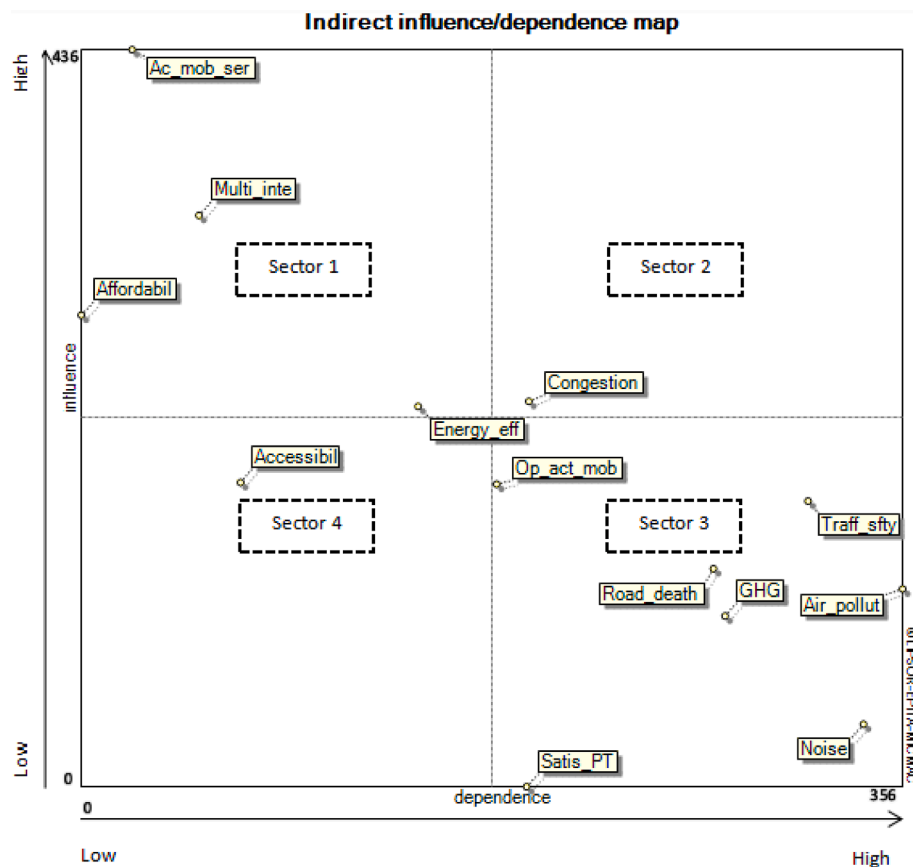 Indirect influence/dependence map
High
436
Ac_mob_ser
Multi_inte
Sector 1
Sector 2
Affordabil
influence
Congestion
Energy_eff
Accessibil
Op_act_mob
Sector 4
Sector 3
Traff_sfty
Road_death
GHG
Air_pollut
Noise
Satis_PT
Low
0
dependence
0
356
Low
High